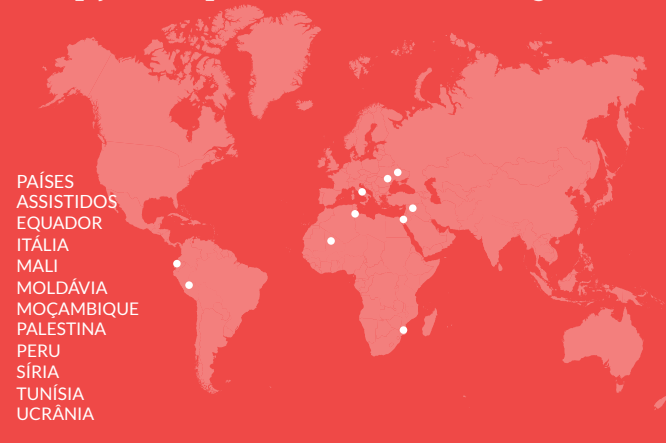 PAÍSES
ASSISTIDOS
EQUADOR
ITÁLIA
MALI
MOLDÁVIA
MOÇAMBIQUE
PALESTINA
PERU
SÍRIA
TUNÍSIA
UCRÂNIA